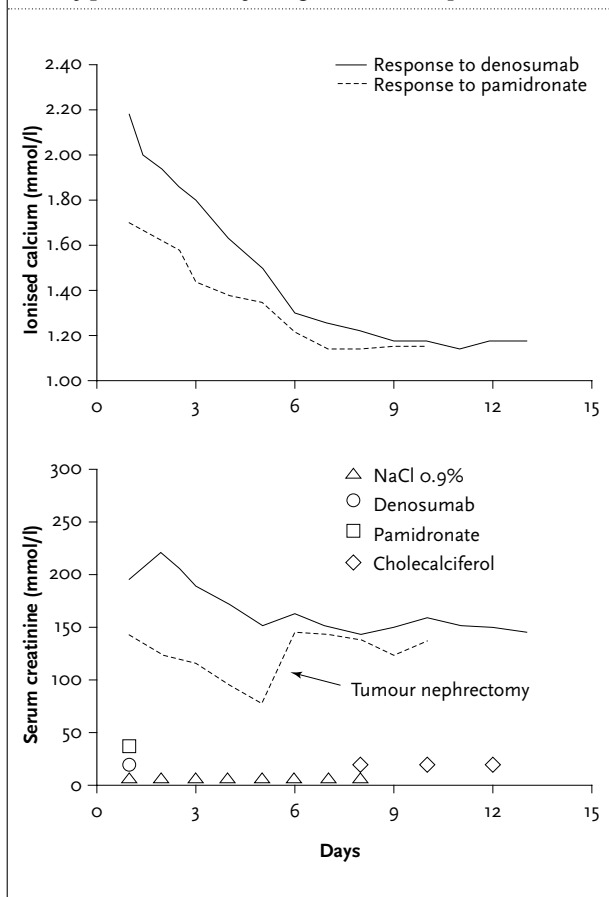 Response to denosumab
Response to pamidronate
Ionised calcium (mmol/l)
2.40
2.20
2.00
1.80
1.60
1.40
1.20
1.00
0 3 6 9 12 15
Serum creatinine (mmol/l)
300
250
200
150
100
50
0
NaCl 0.9%
Denosumab
Pamidronate
Cholecalciferol
Tumour nephrectomy
0 3 6 9 12 15
Days